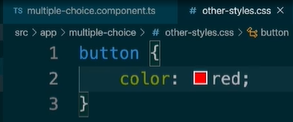 TS multiple-choice.component.ts
other-styles.css
src > app > multiple-choice > other-styles.css > button
1 button {
2 color: red;
3 }